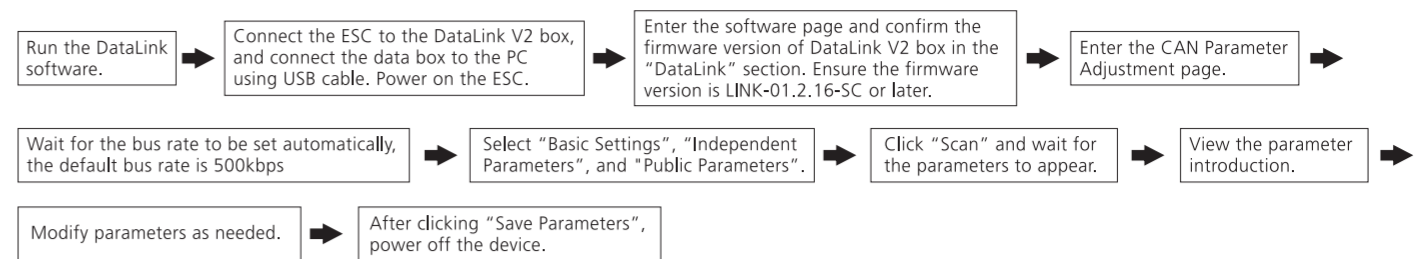 Run the DataLink
software.
Connect the ESC to the DataLink V2 box,
and connect the data box to the PC
using USB cable. Power on the ESC.
Enter the software page and confirm the
firmware version of DataLink V2 box in the
“DataLink” section. Ensure the firmware
version is LINK-01.2.16-SC or later.
Enter the CAN Parameter
Adjustment page.
Wait for the bus rate to be set automatically,
the default bus rate is 500kbps
Select “Basic Settings”, “Independent
Parameters”, and "Public Parameters”.
Click “Scan” and wait for
the parameters to appear.
View the parameter
introduction.
Modify parameters as needed.
After clicking “Save Parameters”,
power off the device.